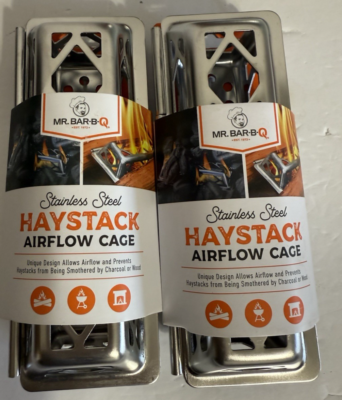 MR. BAR-B-Q
Stainless Steel
HAYSTACK
AIRFLOW CAGE
Unique Design Allows Airflow and Prevents
Haystacks from Being Smothered by Charcoal or Wood
MR. BAR-B-Q
Stainless Steel
HAYSTACK
AIRFLOW CAGE
Unique Design Allows Airflow and Prevents
Haystacks from Being Smothered by Charcoal or Wood